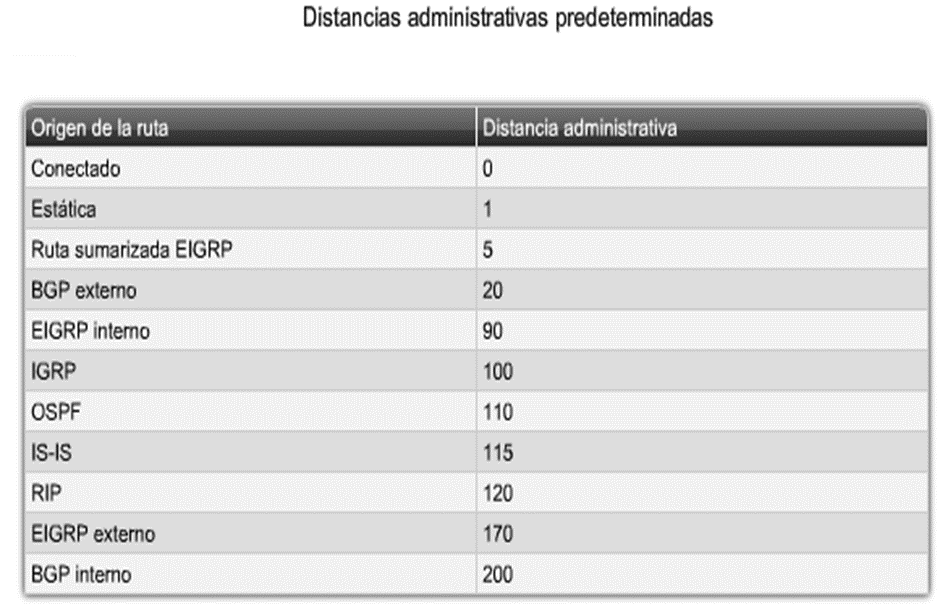 Distancias administrativas predeterminadas
Origen de la ruta Distancia administrativa
Conectado 0
Estática 1
Ruta sumarizada EIGRP 5
BGP externo 20
EIGRP interno 90
IGRP 100
OSPF 110
IS-IS 115
RIP 120
EIGRP externo 170
BGP interno 200